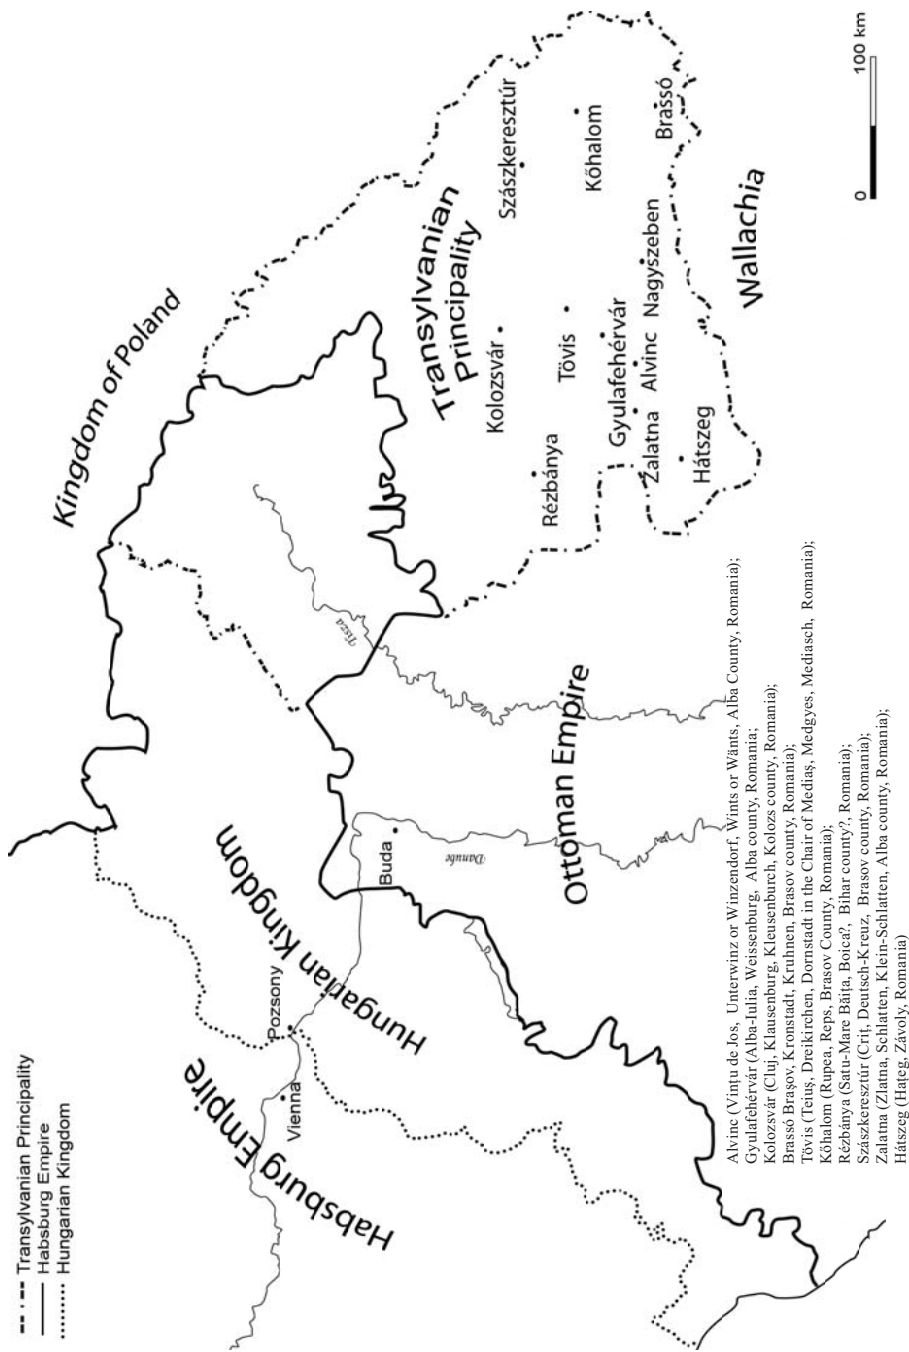 Transylvanian Principality
Habsburg Empire
Hungarian Kingdom
Kingdom of Poland
Habsburg Empire
Hungarian Kingdom
Transylvanian
Principality
Ottoman Empire
Wallachia
Vienna
Pozsony
Buda
Danube
Tisza
Szászkeresztúr
Kolozsvár
Kőhalom
Tövis
Rézbánya
Brassó
Gyulafehérvár
Nagyszeben
Alvinc
Zalatna
Hátszeg
0 100 km
Alvinc (Vințu de Jos, Unterwinz or Winzendorf, Wints or Wänts, Alba County, Romania);
Gyulafehérvár (Alba-Iulia, Weissenburg, Alba county, Romania;
Kolozsvár (Cluj, Klausenburg, Kleusenburch, Kolozs county, Romania);
Brassó Brașov, Kronstadt, Kruhnen, Brasov county, Romania);
Tövis (Teiuș, Dreikirchen, Dornstadt in the Chair of Mediaș, Medgyes, Mediasch, Romania);
Kőhalom (Rupea, Reps, Brasov County, Romania);
Rézbánya (Satu-Mare Băița, Boica?, Bihar county?, Romania);
Szászkeresztúr (Criț, Deutsch-Kreuz, Brasov county, Romania);
Zalatna (Zlatna, Schlatten, Klein-Schlatten, Alba county, Romania);
Hátszeg (Hațeg, Závoly, Romania)